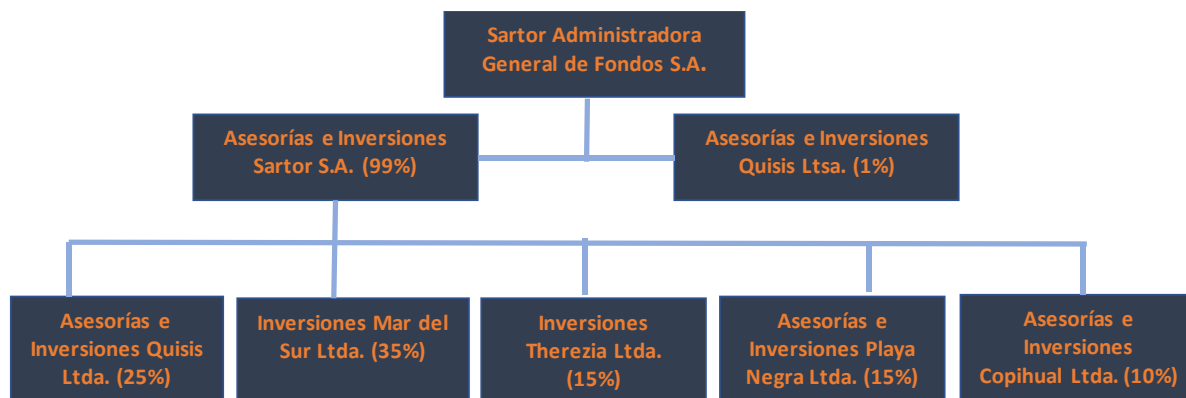 Sartor Administradora
General de Fondos S.A.
Asesorías e Inversiones
Sartor S.A. (99%)
Asesorías e Inversiones
Quisis Ltsa. (1%)
Asesorías e
Inversiones Quisis
Ltda. (25%)
Inversiones Mar del
Sur Ltda. (35%)
Inversiones
Therezia Ltda.
(15%)
Asesorías e
Inversiones Playa
Negra Ltda. (15%)
Asesorías e
Inversiones
Copihual Ltda. (10%)